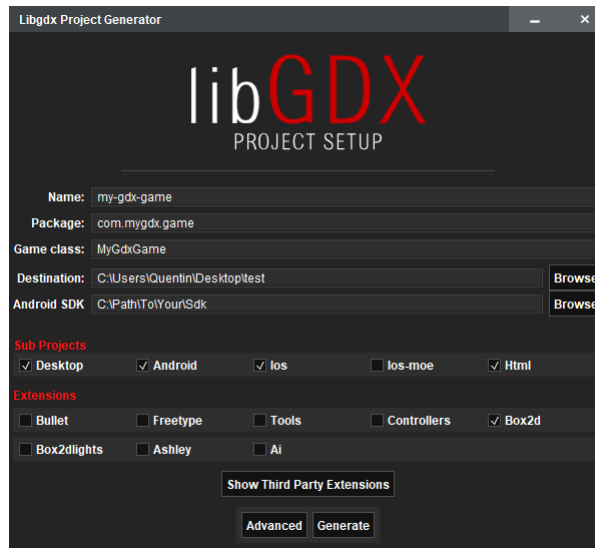 Libgdx Project Generator
libGDX
PROJECT SETUP
Name: my-gdx-game
Package: com.mygdx.game
Game class: MyGdxGame
Destination: C:\Users\Quentin\Desktop\test Browse
Android SDK C:\Path\To\Your\Sdk Browse
Sub Projects
Desktop Android Ios Ios-moe Html
Extensions
Bullet Freetype Tools Controllers Box2d
Box2dlights Ashley Ai
Show Third Party Extensions
Advanced Generate